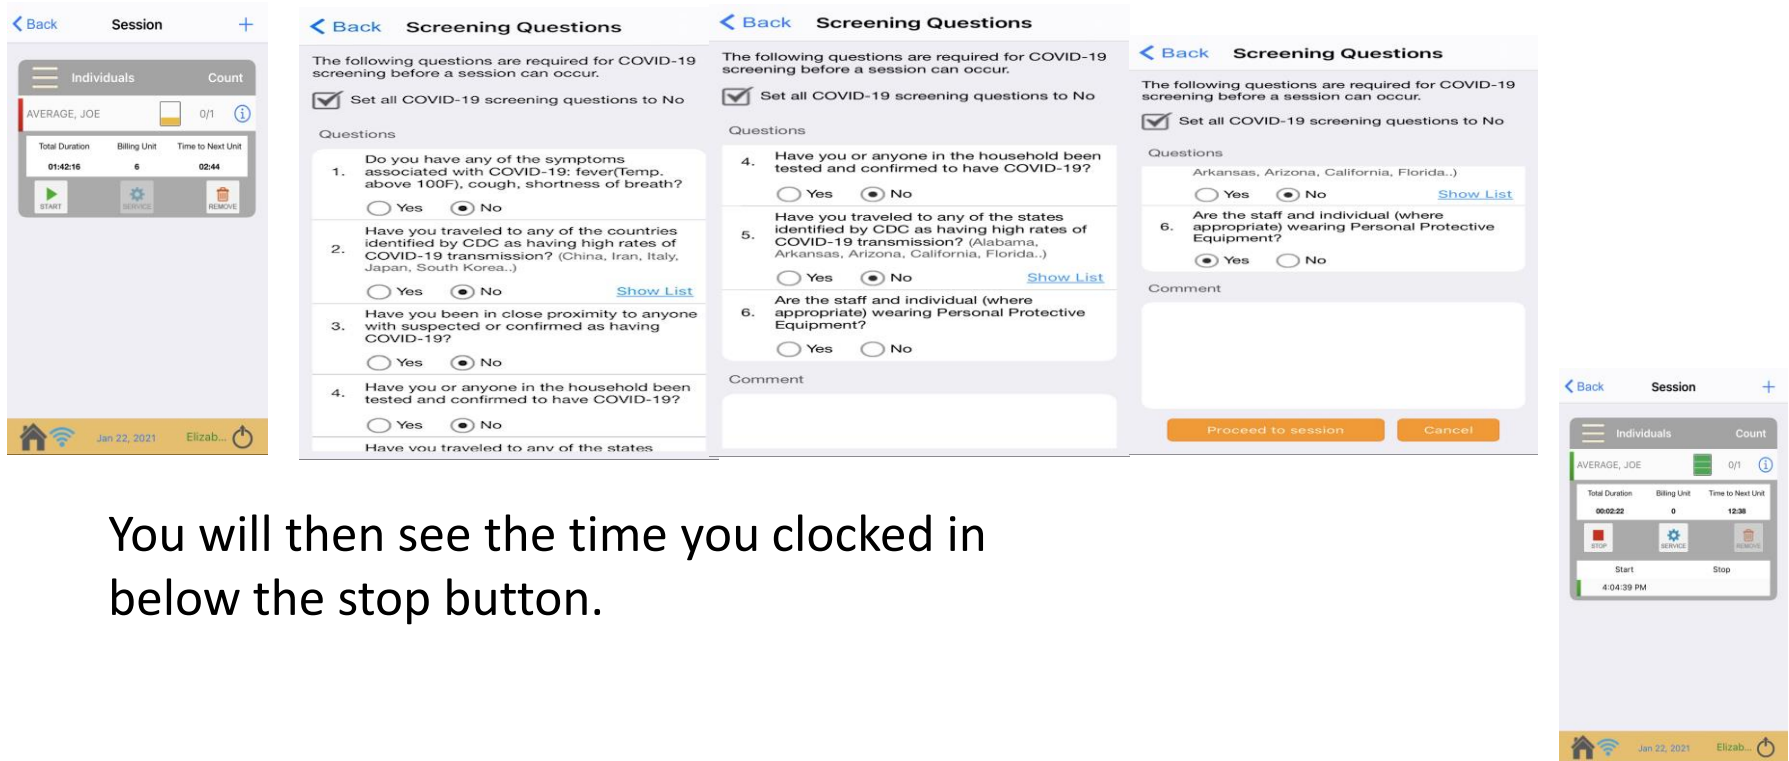 Back Session +
Individuals Count
AVERAGE, JOE 0/1 i
Total Duration Billing Unit Time to Next Unit
01:42:16 6 02:44
START SERVICE REMOVE
Jan 22, 2021 Elizab...
Back Screening Questions
The following questions are required for COVID-19
screening before a session can occur.
Set all COVID-19 screening questions to No
Questions
1. Do you have any of the symptoms
associated with COVID-19: fever(Temp.
above 100F), cough, shortness of breath?
Yes No
2. Have you traveled to any of the countries
identified by CDC as having high rates of
COVID-19 transmission? (China, Iran, Italy,
Japan, South Korea..)
Yes No Show List
3. Have you been in close proximity to anyone
with suspected or confirmed as having
COVID-19?
Yes No
4. Have you or anyone in the household been
tested and confirmed to have COVID-19?
Yes No
Have you traveled to any of the states
Back Screening Questions
The following questions are required for COVID-19
screening before a session can occur.
Set all COVID-19 screening questions to No
Questions
4. Have you or anyone in the household been
tested and confirmed to have COVID-19?
Yes No
5. Have you traveled to any of the states
identified by CDC as having high rates of
COVID-19 transmission? (Alabama,
Arkansas, Arizona, California, Florida..)
Yes No Show List
6. Are the staff and individual (where
appropriate) wearing Personal Protective
Equipment?
Yes No
Comment
Back Screening Questions
The following questions are required for COVID-19
screening before a session can occur.
Set all COVID-19 screening questions to No
Questions
Arkansas, Arizona, California, Florida..)
Yes No Show List
6. Are the staff and individual (where
appropriate) wearing Personal Protective
Equipment?
Yes No
Comment
Proceed to session Cancel
Back Session +
Individuals Count
AVERAGE, JOE 0/1 i
Total Duration Billing Unit Time to Next Unit
00:02:22 0 12:38
STOP SERVICE REMOVE
Start Stop
4:04:39 PM
Jan 22, 2021 Elizab...
You will then see the time you clocked in
below the stop button.